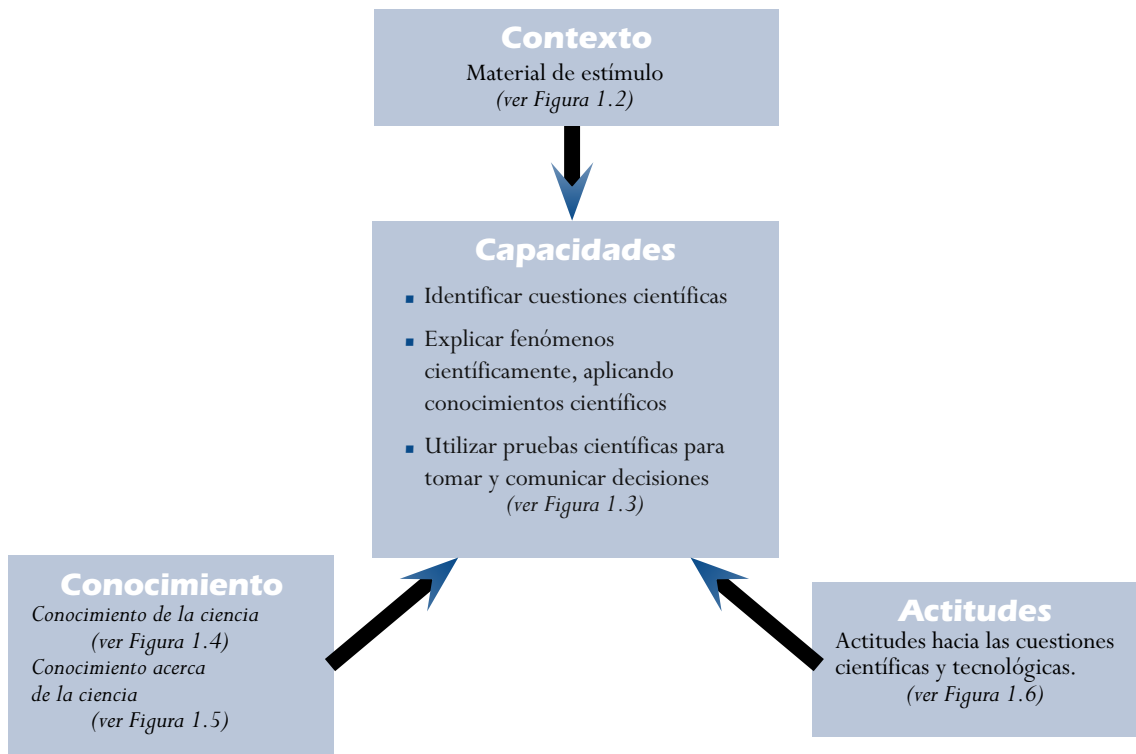 Contexto
Material de estímulo
(ver Figura 1.2)
Capacidades
▪ Identificar cuestiones científicas
▪ Explicar fenómenos
científicamente, aplicando
conocimientos científicos
▪ Utilizar pruebas científicas para
tomar y comunicar decisiones
(ver Figura 1.3)
Conocimiento
Conocimiento de la ciencia
(ver Figura 1.4)
Conocimiento acerca
de la ciencia
(ver Figura 1.5)
Actitudes
Actitudes hacia las cuestiones
científicas y tecnológicas.
(ver Figura 1.6)